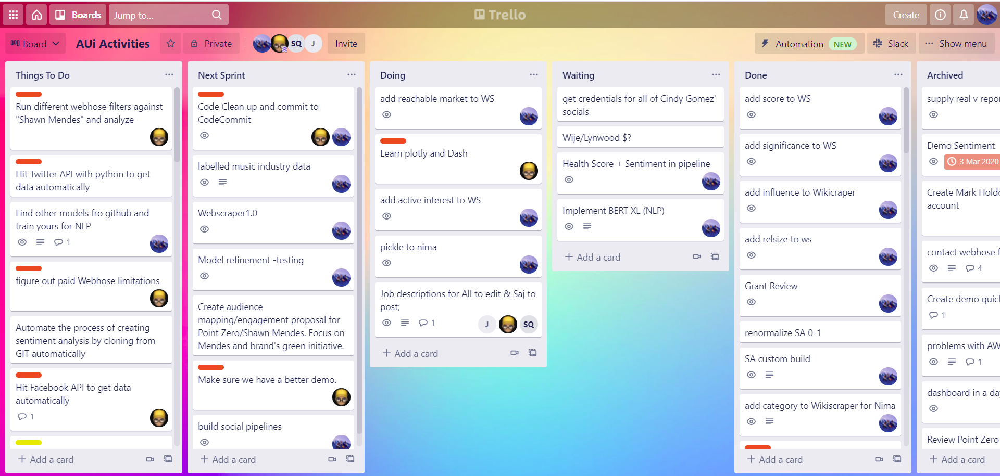 Boards
Jump to...
Trello
Create
Board
AUi Activities
Private
SQ
J
Invite
Automation NEW
Slack
Show menu
Things To Do
Run different webhose filters against
"Shawn Mendes" and analyze
Hit Twitter API with python to get
data automatically
Find other models fro github and
train yours for NLP
1
figure out paid Webhose limitations
Automate the process of creating
sentiment analysis by cloning from
GIT automatically
Hit Facebook API to get data
automatically
1
Add a card
Next Sprint
Code Clean up and commit to
CodeCommit
labelled music industry data
Webscraper1.0
Model refinement -testing
Create audience
mapping/engagement proposal for
Point Zero/Shawn Mendes. Focus on
Mendes and brand's green initiative.
Make sure we have a better demo.
build social pipelines
Add a card
Doing
add reachable market to WS
Learn plotly and Dash
add active interest to WS
pickle to nima
Job descriptions for All to edit & Saj to
post;
1
J
SQ
Add a card
Waiting
get credentials for all of Cindy Gomez'
socials
Wije/Lynwood $?
Health Score + Sentiment in pipeline
Implement BERT XL (NLP)
Add a card
Done
add score to WS
add significance to WS
add influence to Wikicraper
add relsize to ws
Grant Review
renormalize SA 0-1
SA custom build
add category to Wikiscraper for Nima
Add a card
Archived
supply real v repor
Demo Sentiment
3 Mar 2020
Create Mark Holdo
account
contact webhose f
4
Create demo quick
1
problems with AW
1
dashboard in a da
Review Point Zero
Add a card